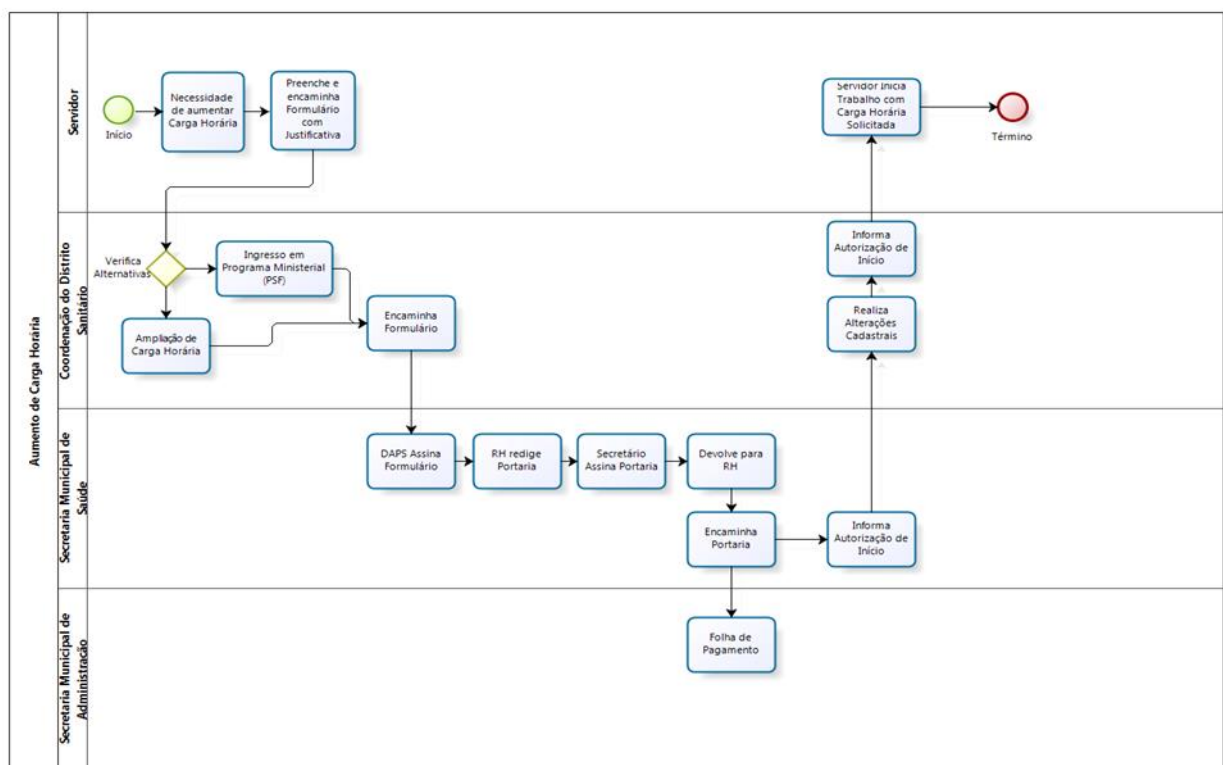 Aumento de Carga Horária
Servidor
Início
Necessidade
de aumentar
Carga Horária
Preenche e
encaminha
Formulário
com
Justificativa
Servidor Inicia
Trabalho com
Carga Horária
Solicitada
Término
Coordenação do Distrito
Sanitário
Verifica
Alternativas
Ingresso em
Programa Ministerial
(PSF)
Ampliação de
Carga Horária
Encaminha
Formulário
Informa
Autorização de
Início
Realiza
Alterações
Cadastrais
Secretaria Municipal de
Saúde
DAPS Assina
Formulário
RH redige
Portaria
Secretário
Assina Portaria
Devolve para
RH
Encaminha
Portaria
Informa
Autorização de
Início
Secretaria Municipal de
Administração
Folha de
Pagamento